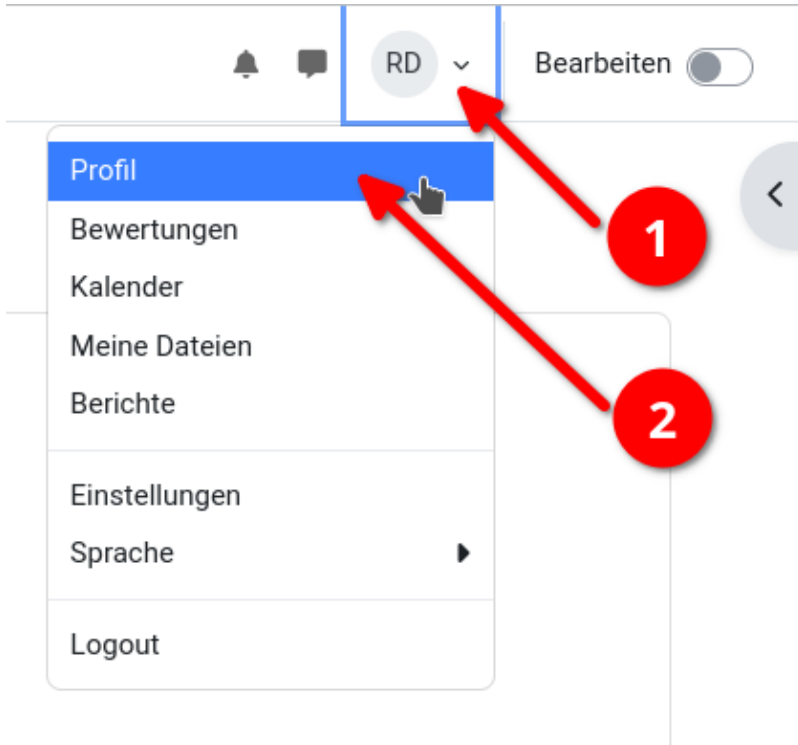 RD
Bearbeiten
Profil
Bewertungen
1
Kalender
Meine Dateien
Berichte
2
Einstellungen
Sprache
Logout